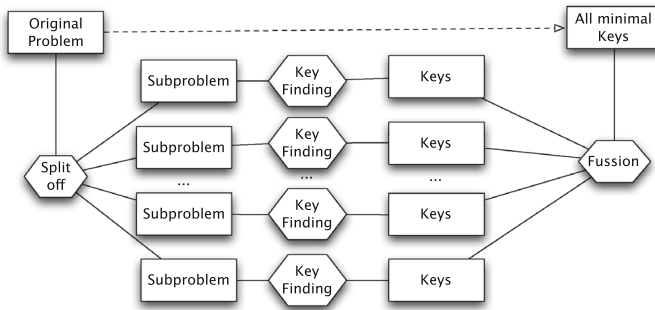 Original
Problem
All minimal
Keys
Subproblem
Key
Finding
Keys
Subproblem
Key
Finding
Keys
Split
off
...
...
...
Fussion
Subproblem
Key
Finding
Keys
Subproblem
Key
Finding
Keys